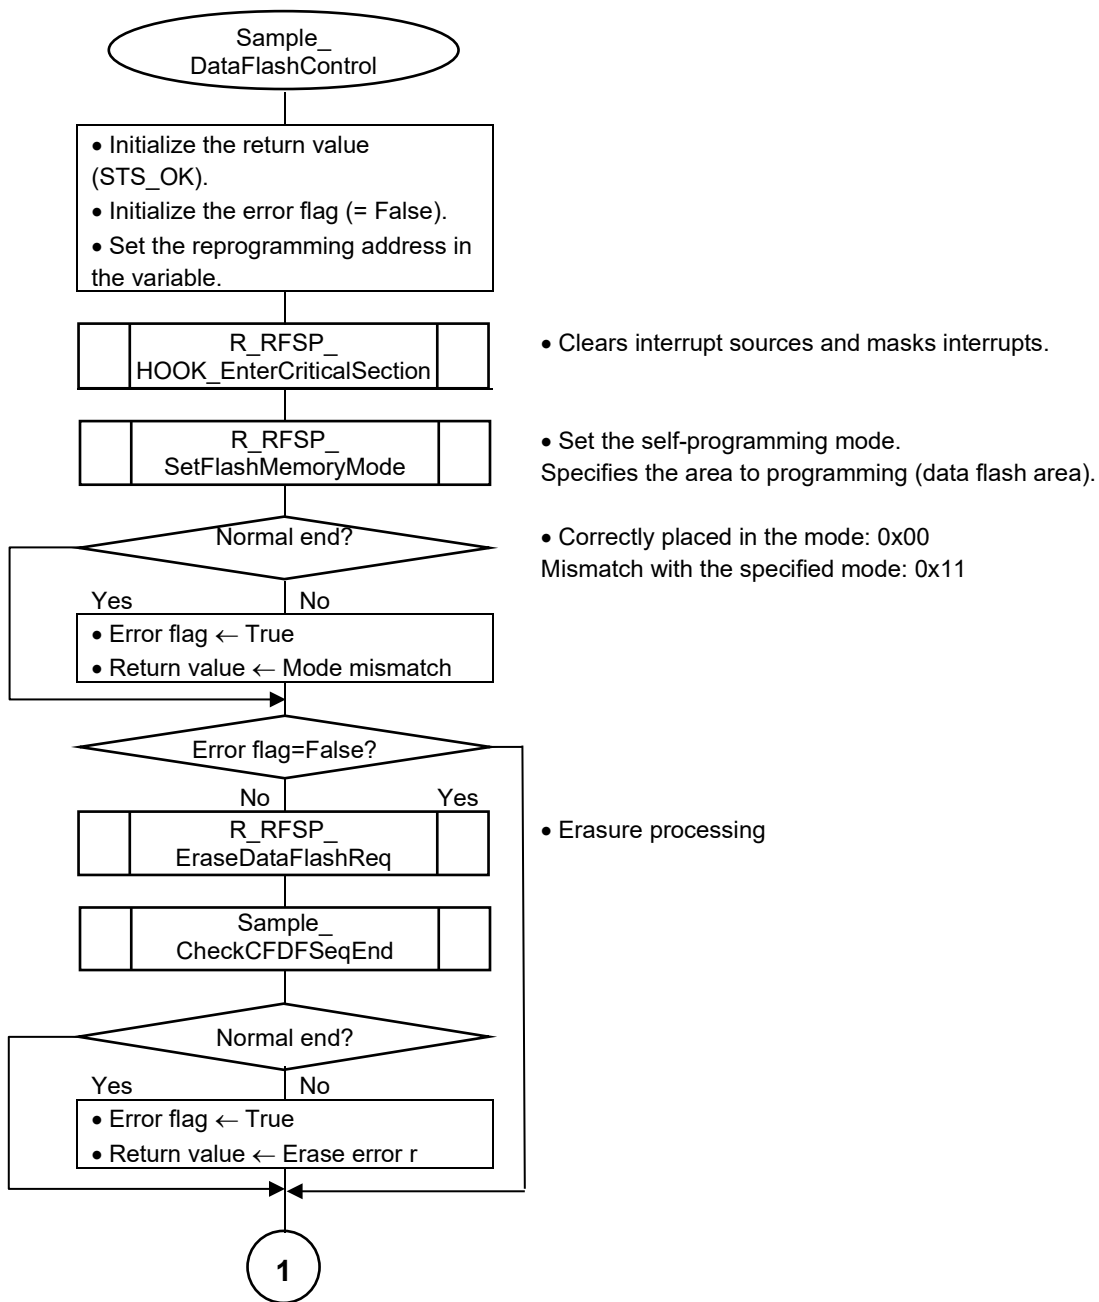 Sample_
DataFlashControl
• Initialize the return value
(STS_OK).
• Initialize the error flag (= False).
• Set the reprogramming address in
the variable.
R_RFSP_
HOOK_EnterCriticalSection
• Clears interrupt sources and masks interrupts.
R_RFSP_
SetFlashMemoryMode
• Set the self-programming mode.
Specifies the area to programming (data flash area).
Normal end?
• Correctly placed in the mode: 0x00
Mismatch with the specified mode: 0x11
Yes No
• Error flag ← True
• Return value ← Mode mismatch
Error flag=False?
No Yes
R_RFSP_
EraseDataFlashReq
• Erasure processing
Sample_
CheckCFDFSeqEnd
Normal end?
Yes No
• Error flag ← True
• Return value ← Erase error r
1